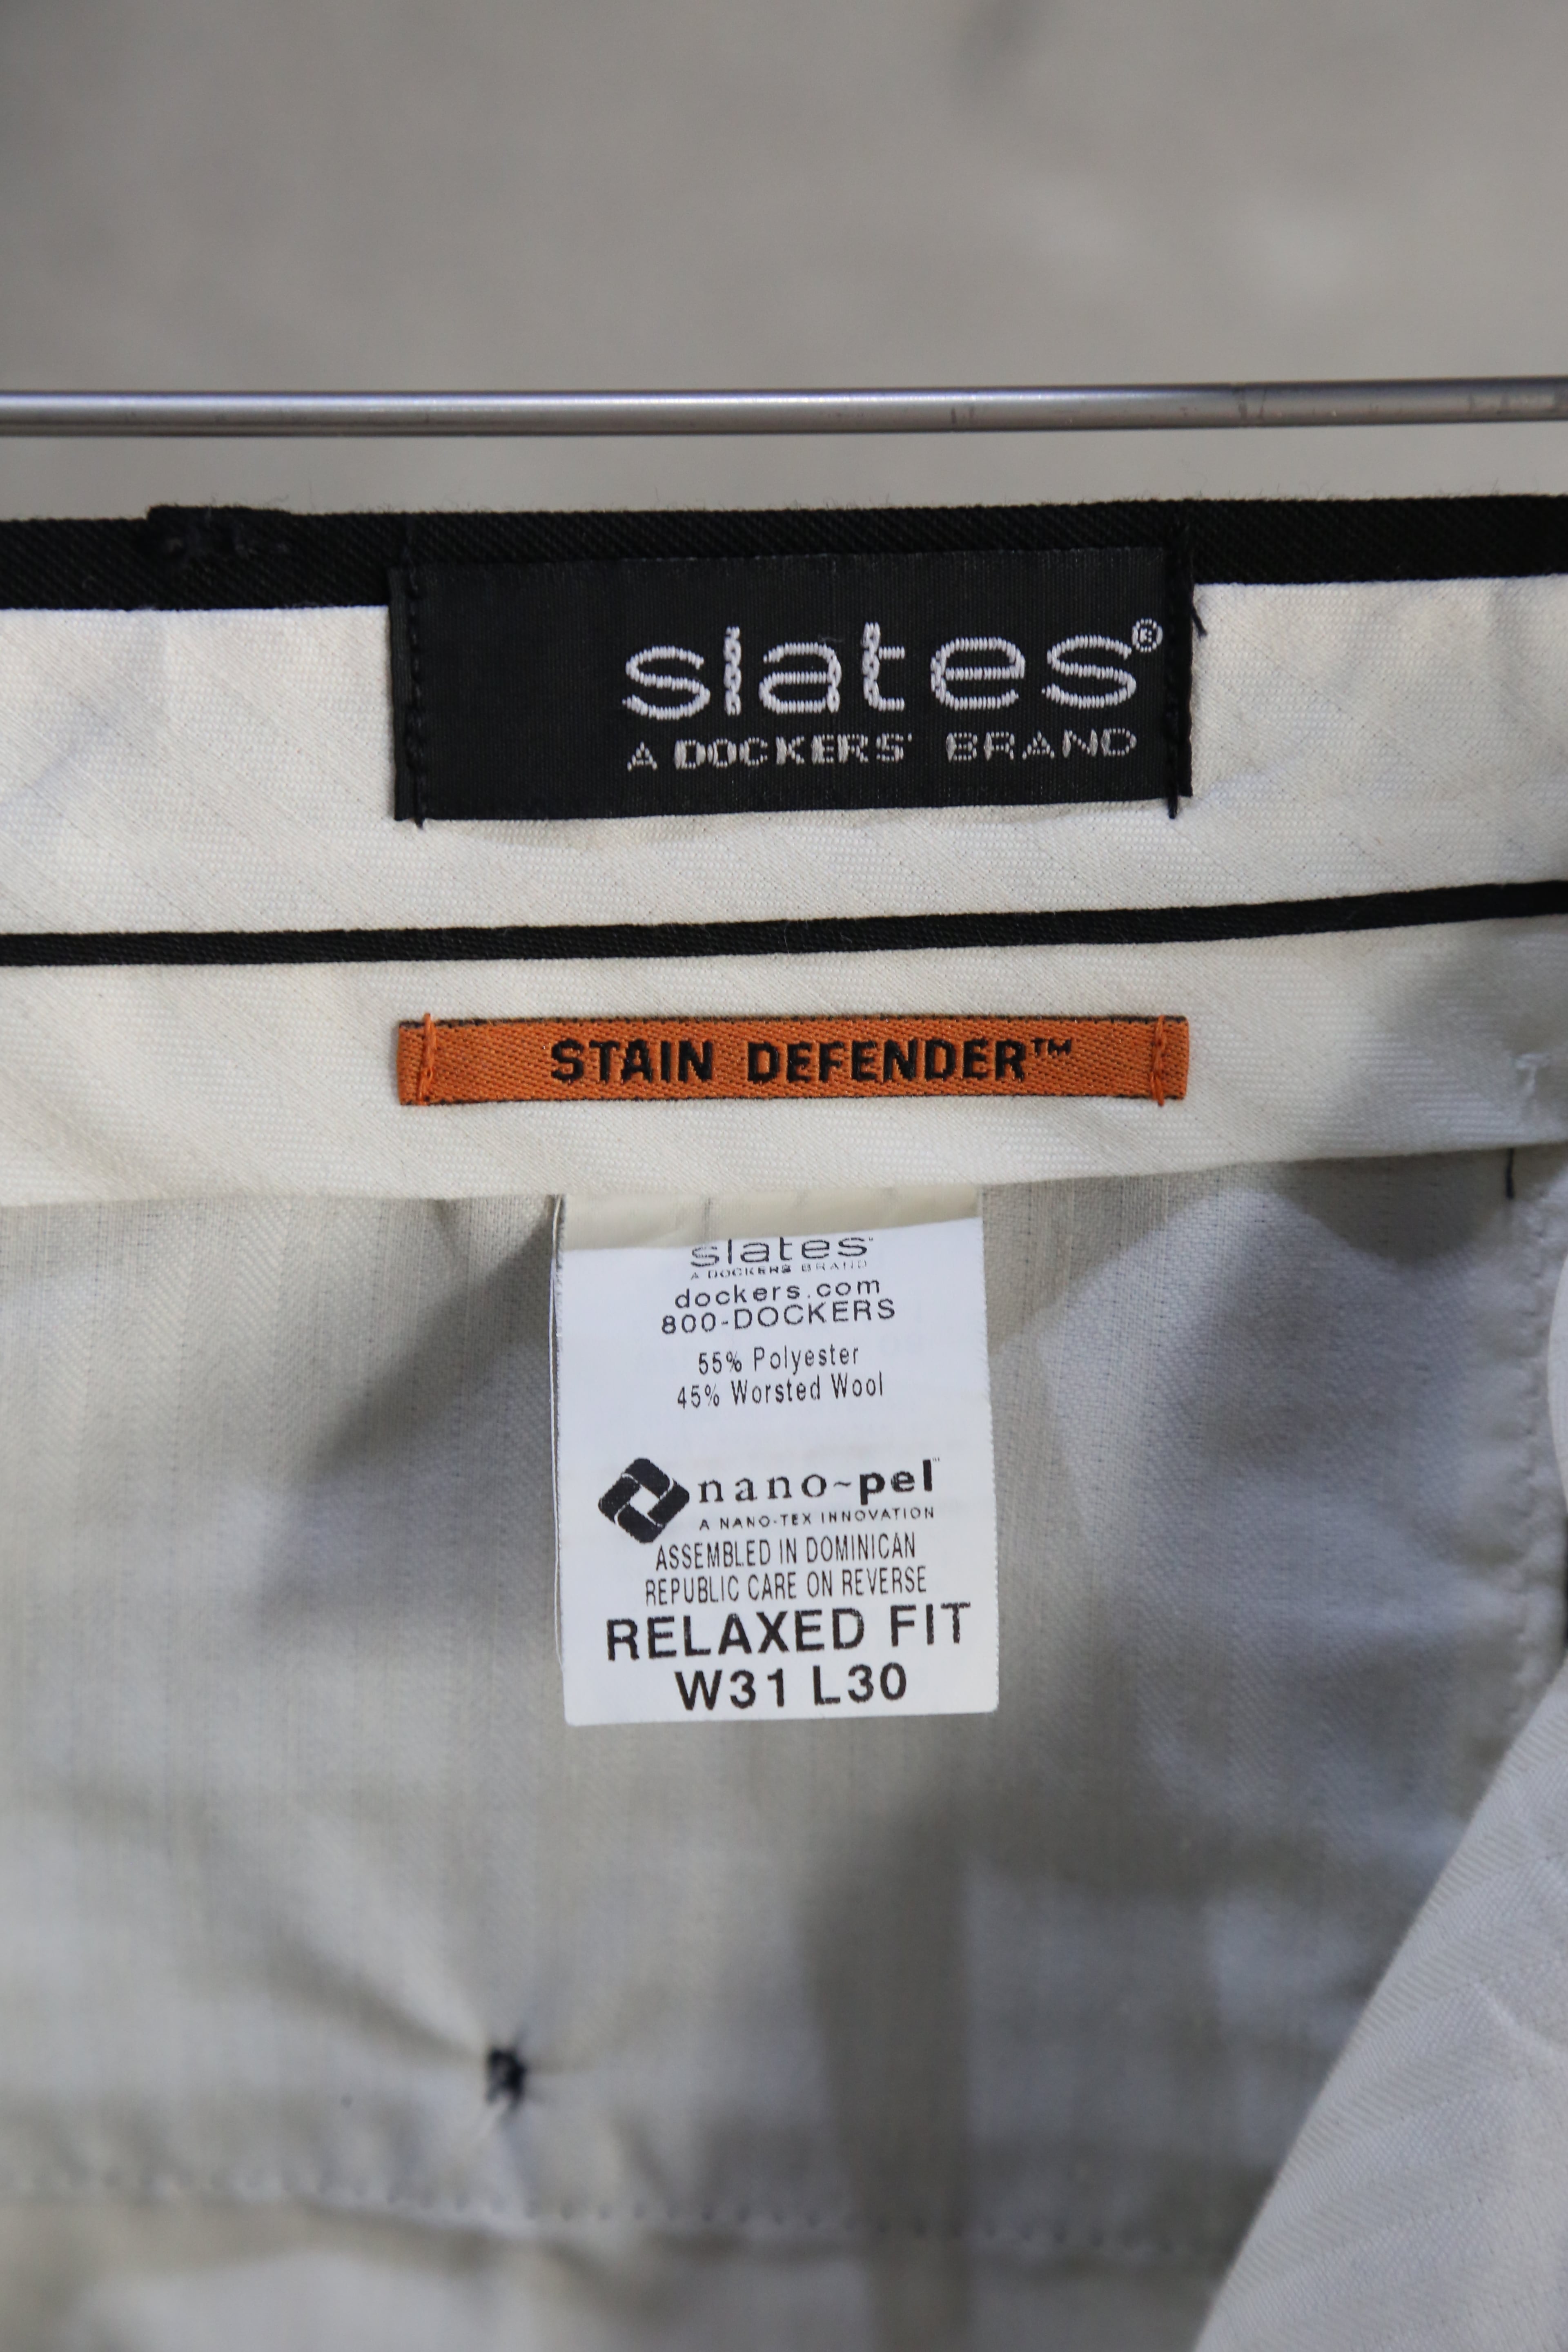 slates®
A DOCKERS® BRAND
STAIN DEFENDER™
slates®
A DOCKERS BRAND
dockers.com
800-DOCKERS
55% Polyester
45% Worsted Wool
nano~pel™
A NANO-TEX INNOVATION
ASSEMBLED IN DOMINICAN
REPUBLIC CARE ON REVERSE
RELAXED FIT
W31 L30